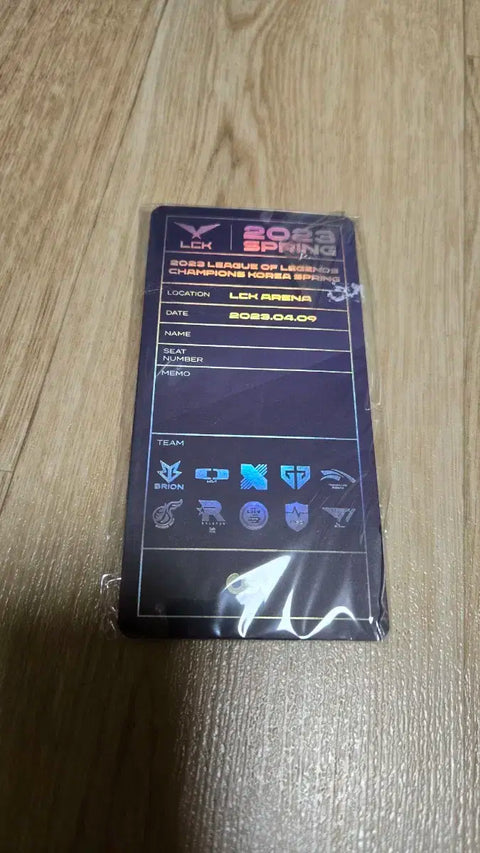 LCK
2023
SPRING
2023 LEAGUE OF LEGENDS
CHAMPIONS KOREA SPRING
LOCATION LCK ARENA
DATE 2023.04.09
NAME
SEAT
NUMBER
MEMO
TEAM
BRION